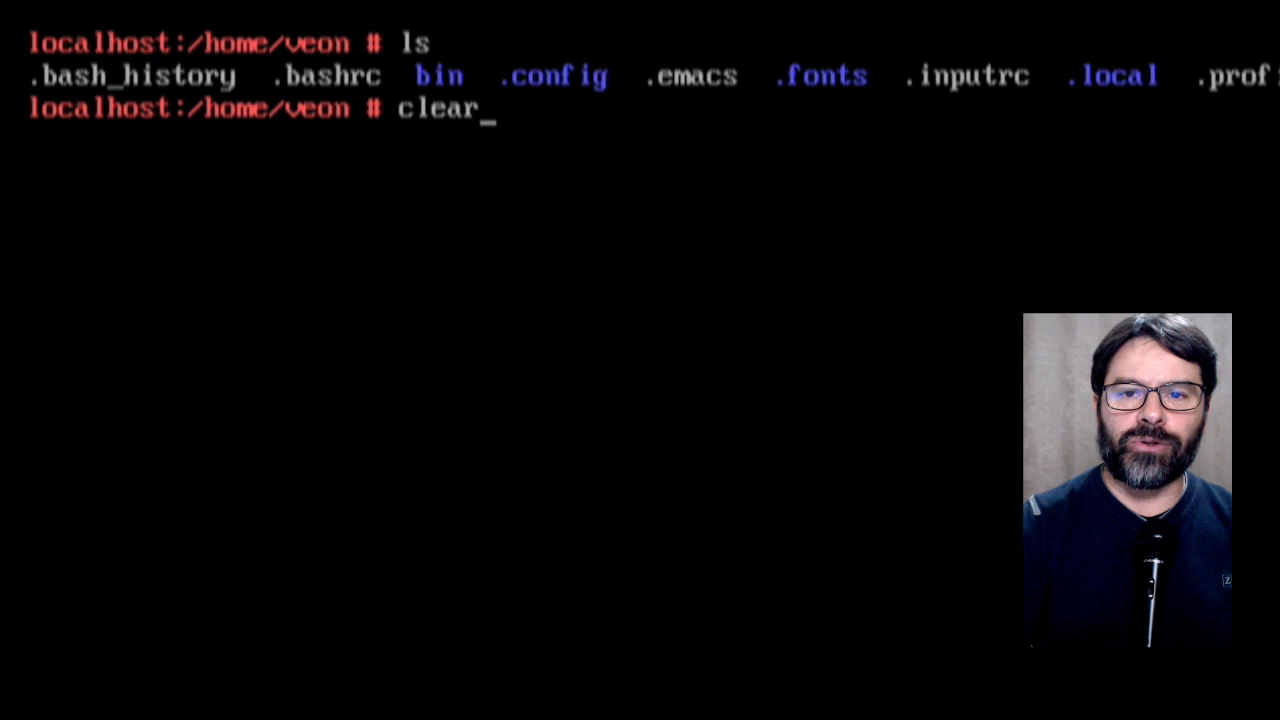 localhost:/home/veon # ls
.bash_history .bashrc bin .config .emacs .fonts .inputrc .local
localhost:/home/veon # clear_
Z